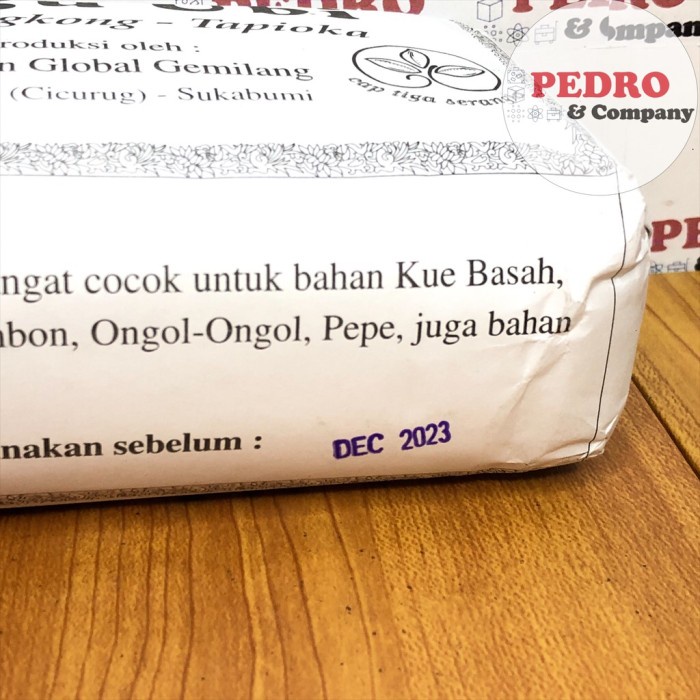 gkong - Tapioka
roduksi oleh :
n Global Gemilang
(Cicurug) - Sukabumi
cap tiga serang
PEDRO
& Company
ngat cocok untuk bahan Kue Basah,
bon, Ongol-Ongol, Pepe, juga bahan
nakan sebelum :
DEC 2023